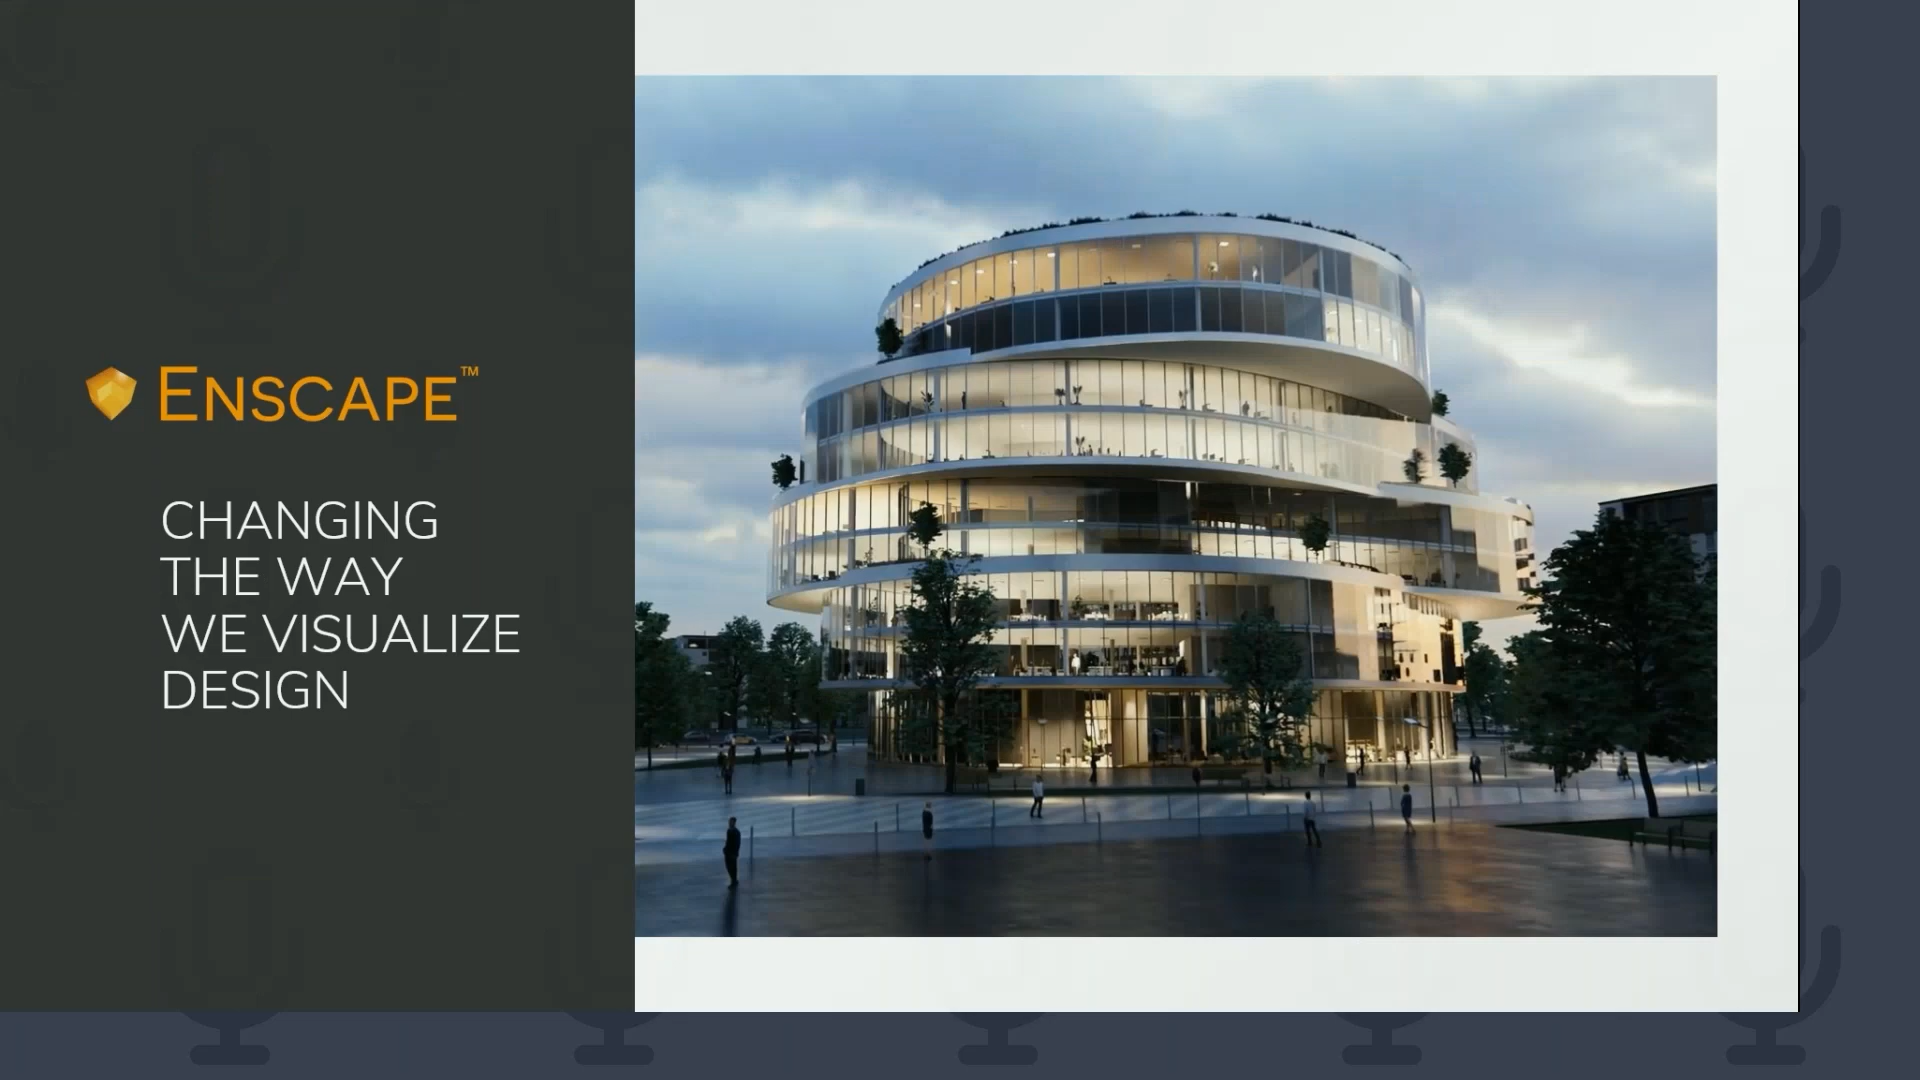 ENSCAPE™
CHANGING
THE WAY
WE VISUALIZE
DESIGN